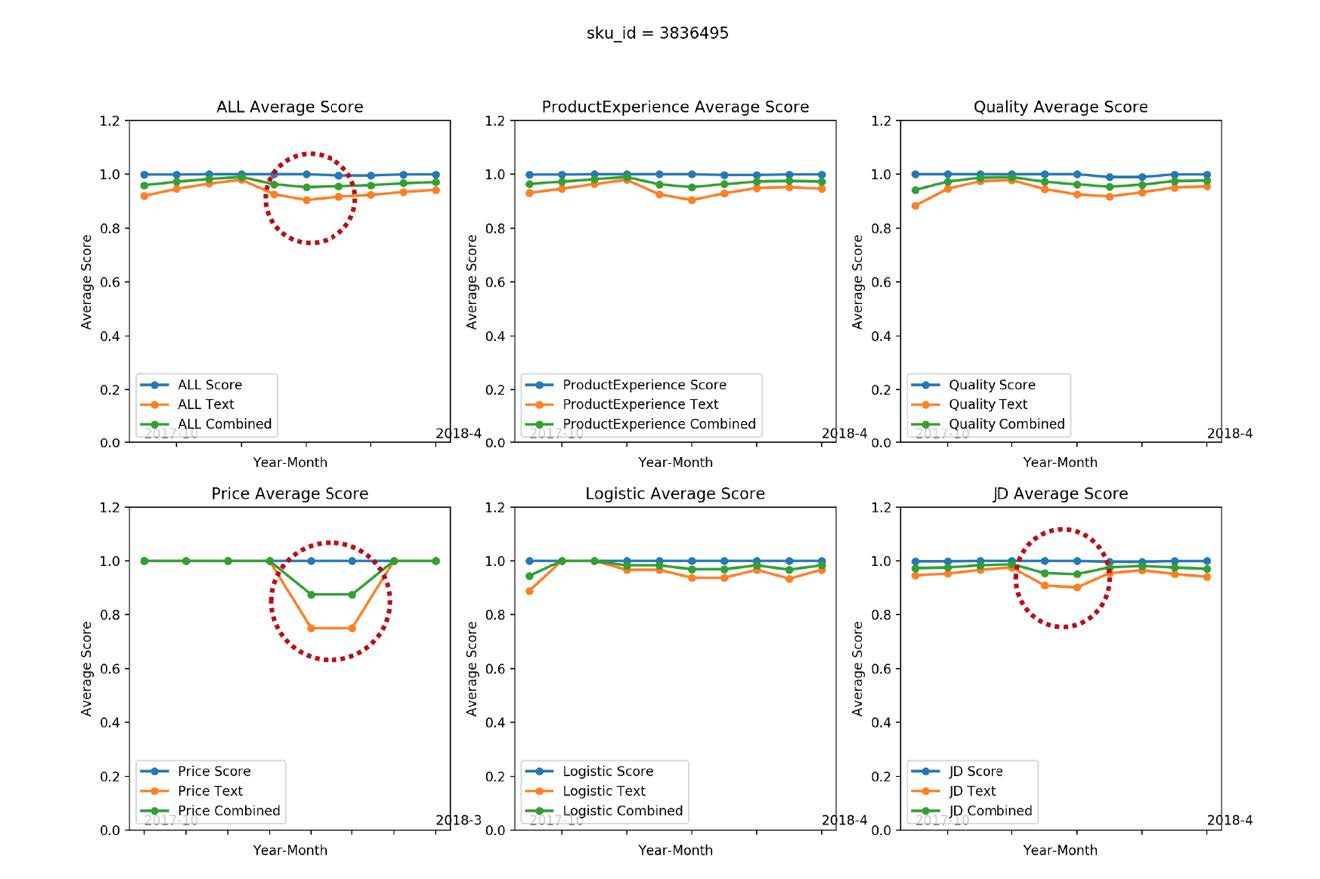 sku_id = 3836495
ALL Average Score
1.2
1.0
0.8
0.6
0.4
0.2
0.0
Average Score
ALL Score
ALL Text
ALL Combined
2017-10
2018-4
Year-Month
ProductExperience Average Score
1.2
1.0
0.8
0.6
0.4
0.2
0.0
Average Score
ProductExperience Score
ProductExperience Text
ProductExperience Combined
2017-10
2018-4
Year-Month
Quality Average Score
1.2
1.0
0.8
0.6
0.4
0.2
0.0
Average Score
Quality Score
Quality Text
Quality Combined
2017-10
2018-4
Year-Month
Price Average Score
1.2
1.0
0.8
0.6
0.4
0.2
0.0
Average Score
Price Score
Price Text
Price Combined
2017-10
2018-3
Year-Month
Logistic Average Score
1.2
1.0
0.8
0.6
0.4
0.2
0.0
Average Score
Logistic Score
Logistic Text
Logistic Combined
2017-10
2018-4
Year-Month
JD Average Score
1.2
1.0
0.8
0.6
0.4
0.2
0.0
Average Score
JD Score
JD Text
JD Combined
2017-10
2018-4
Year-Month